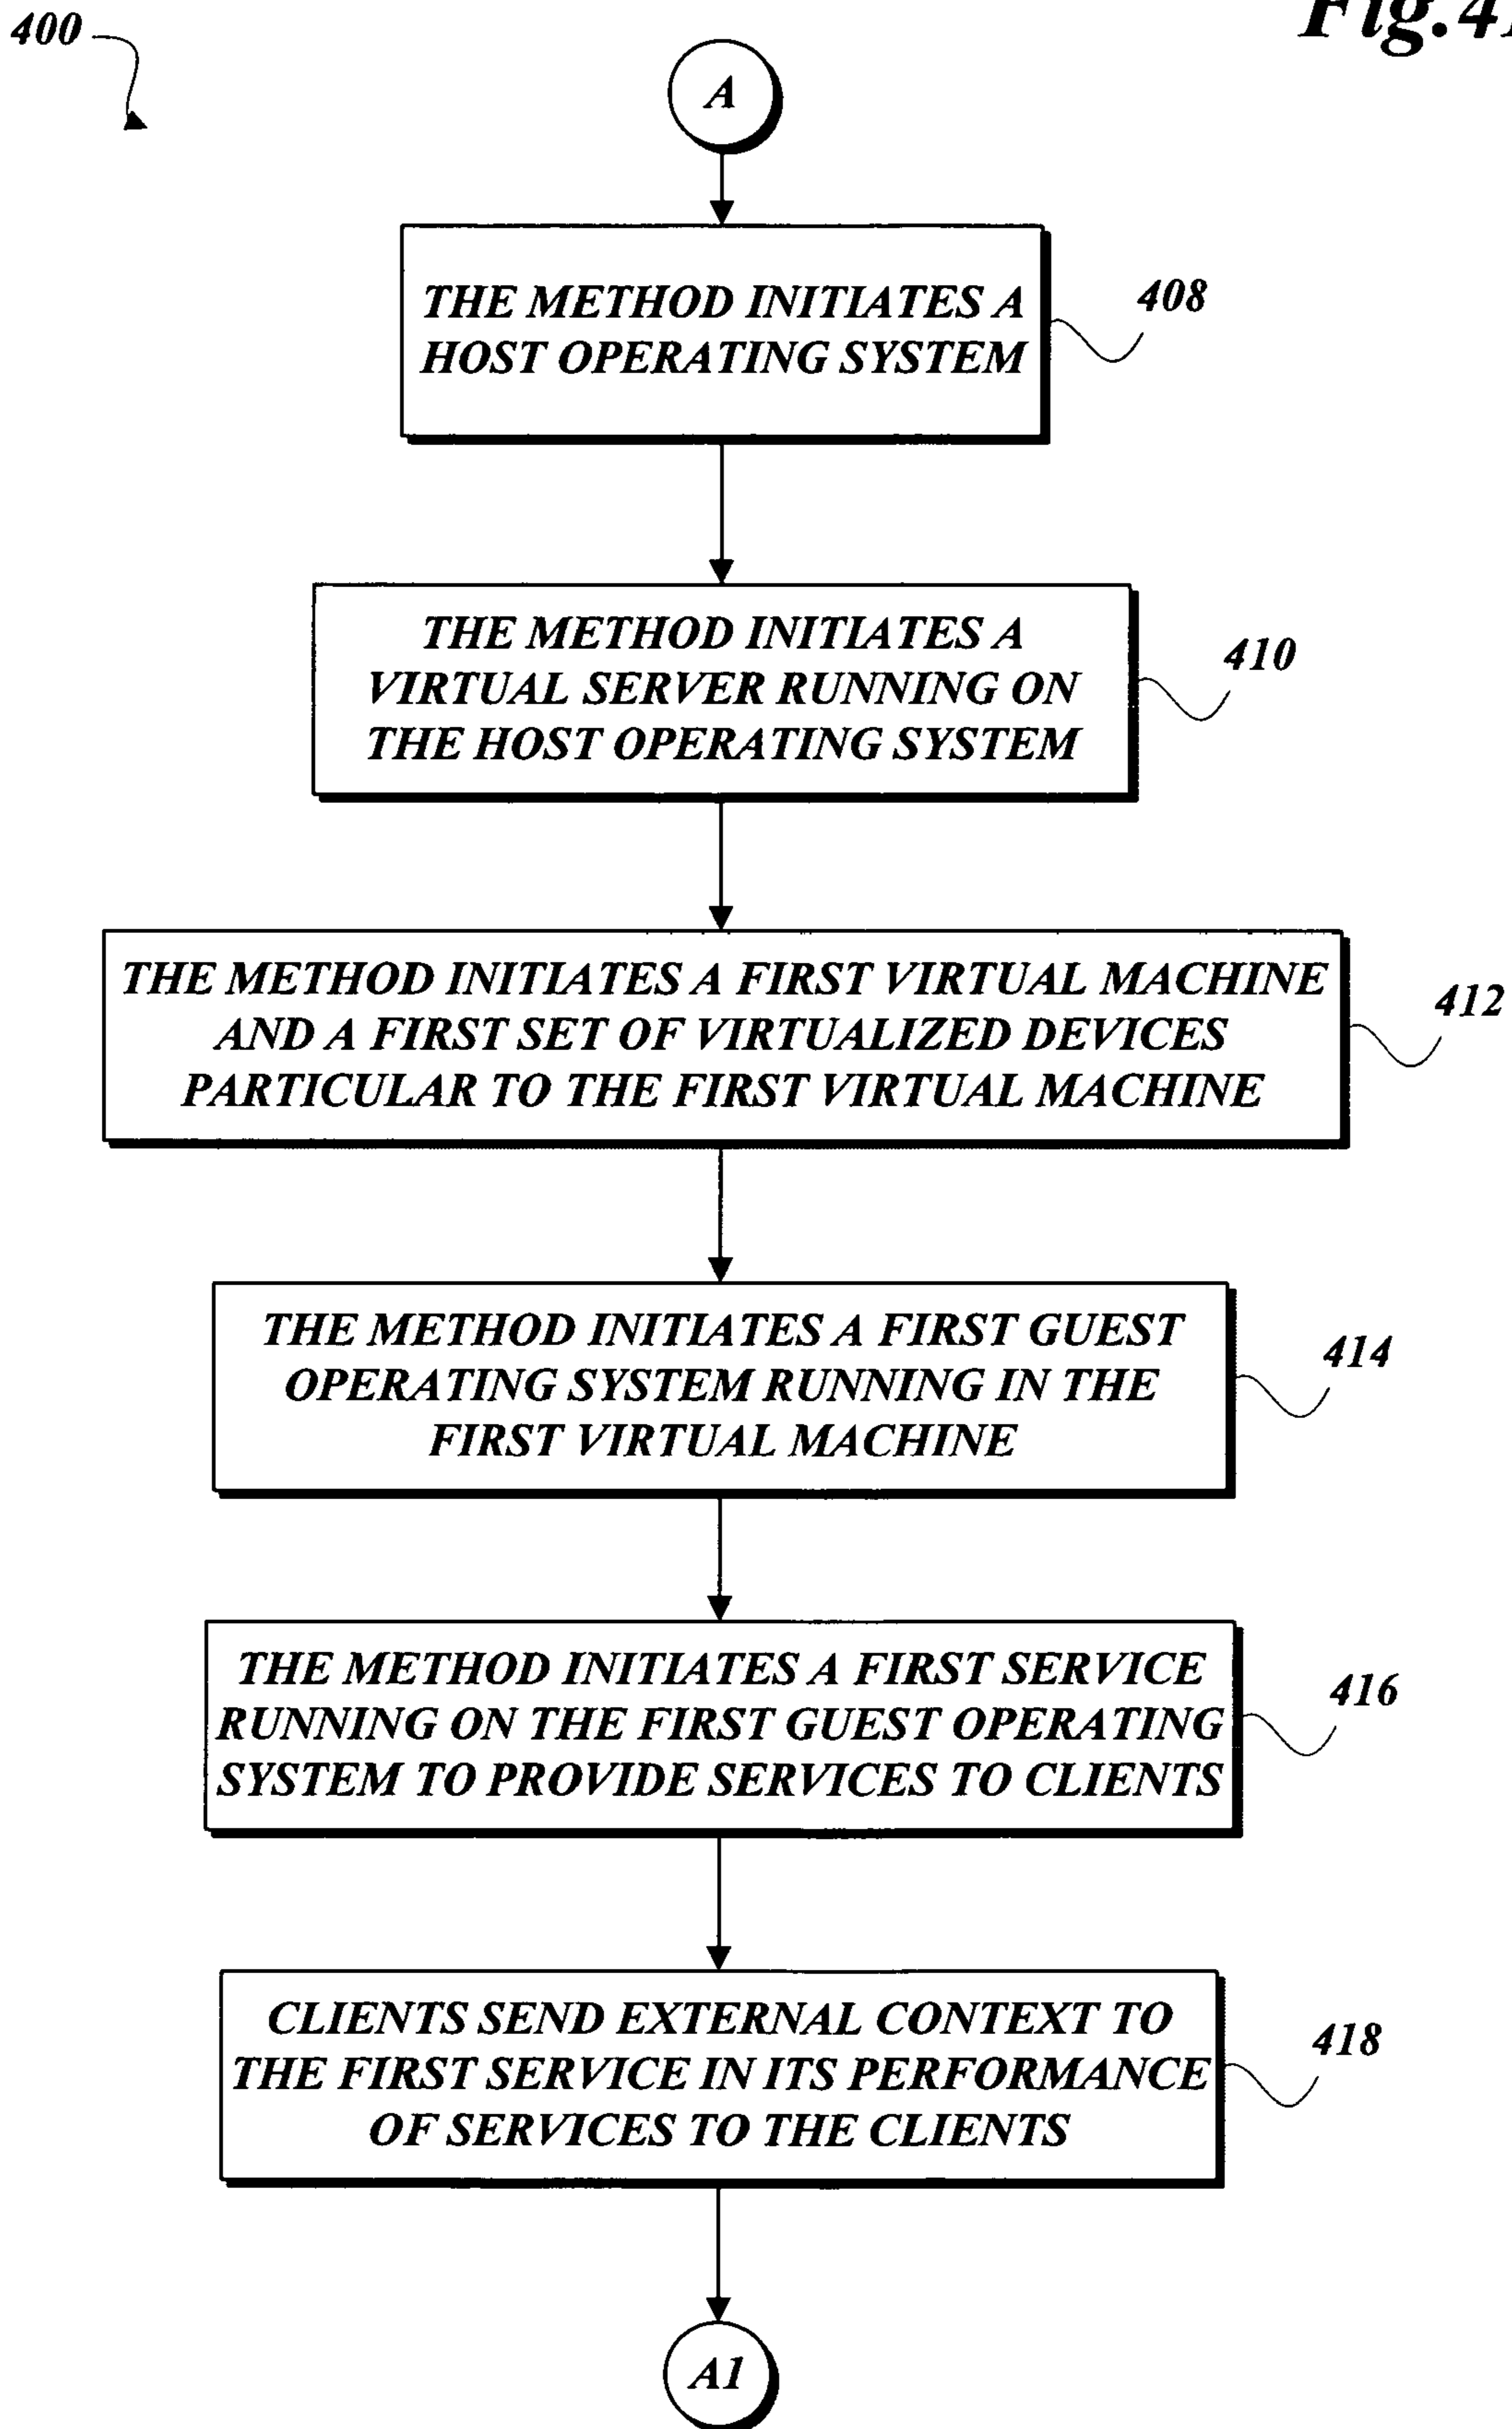 400
A
THE METHOD INITIATES A
HOST OPERATING SYSTEM
408
THE METHOD INITIATES A
VIRTUAL SERVER RUNNING ON
THE HOST OPERATING SYSTEM
410
THE METHOD INITIATES A FIRST VIRTUAL MACHINE
AND A FIRST SET OF VIRTUALIZED DEVICES
PARTICULAR TO THE FIRST VIRTUAL MACHINE
412
THE METHOD INITIATES A FIRST GUEST
OPERATING SYSTEM RUNNING IN THE
FIRST VIRTUAL MACHINE
414
THE METHOD INITIATES A FIRST SERVICE
RUNNING ON THE FIRST GUEST OPERATING
SYSTEM TO PROVIDE SERVICES TO CLIENTS
416
CLIENTS SEND EXTERNAL CONTEXT TO
THE FIRST SERVICE IN ITS PERFORMANCE
OF SERVICES TO THE CLIENTS
418
A1